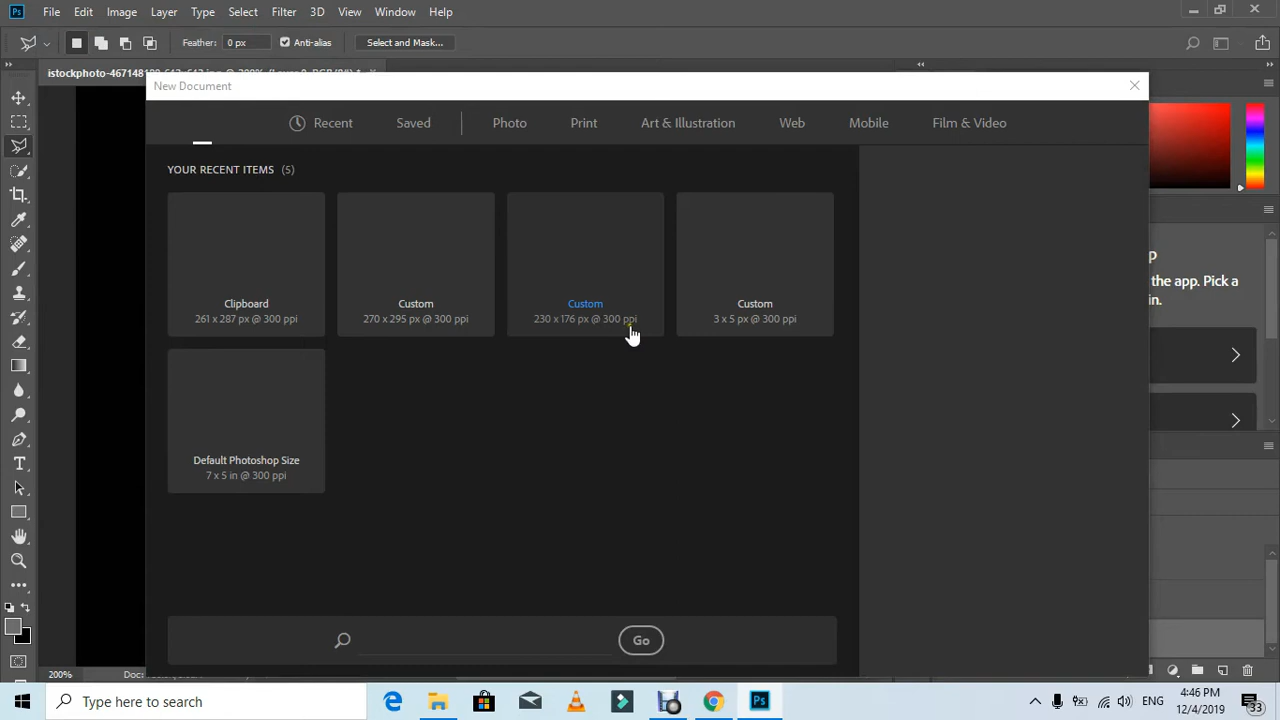 Ps File Edit Image Layer Type Select Filter 3D View Window Help
Feather: 0 px Anti-alias Select and Mask...
New Document
Recent Saved Photo Print Art & Illustration Web Mobile Film & Video
YOUR RECENT ITEMS (5)
Clipboard
261 x 287 px @ 300 ppi
Custom
270 x 295 px @ 300 ppi
Custom
230 x 176 px @ 300 ppi
Custom
3 x 5 px @ 300 ppi
Default Photoshop Size
7 x 5 in @ 300 ppi
Go
p
the app. Pick a
in.
200%
Type here to search
Ps
ENG
4:46 PM
12/4/2019
33